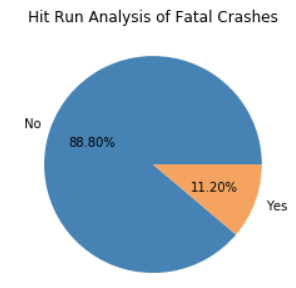 Hit Run Analysis of Fatal Crashes
No
88.80%
11.20%
Yes